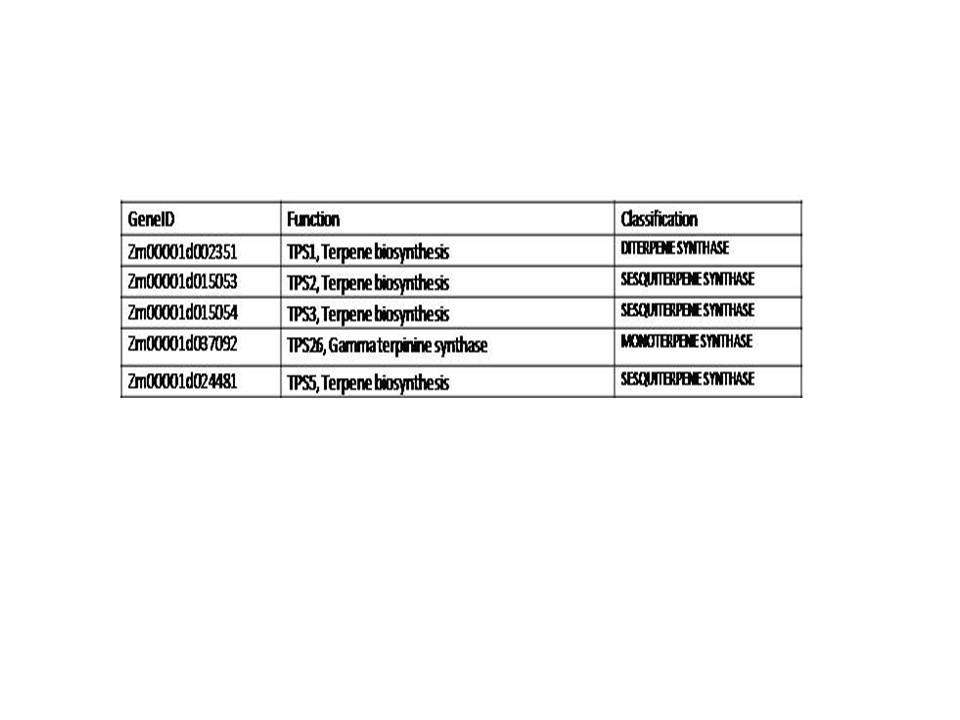 GeneID Function Classification
Zm00001d002351 TPS1, Terpene biosynthesis DITERPENE SYNTHASE
Zm00001d015053 TPS2, Terpene biosynthesis SESQUITERPENE SYNTHASE
Zm00001d015054 TPS3, Terpene biosynthesis SESQUITERPENE SYNTHASE
Zm00001d037092 TPS26, Gamma terpinine synthase MONOTERPENE SYNTHASE
Zm00001d024481 TPS5, Terpene biosynthesis SESQUITERPENE SYNTHASE